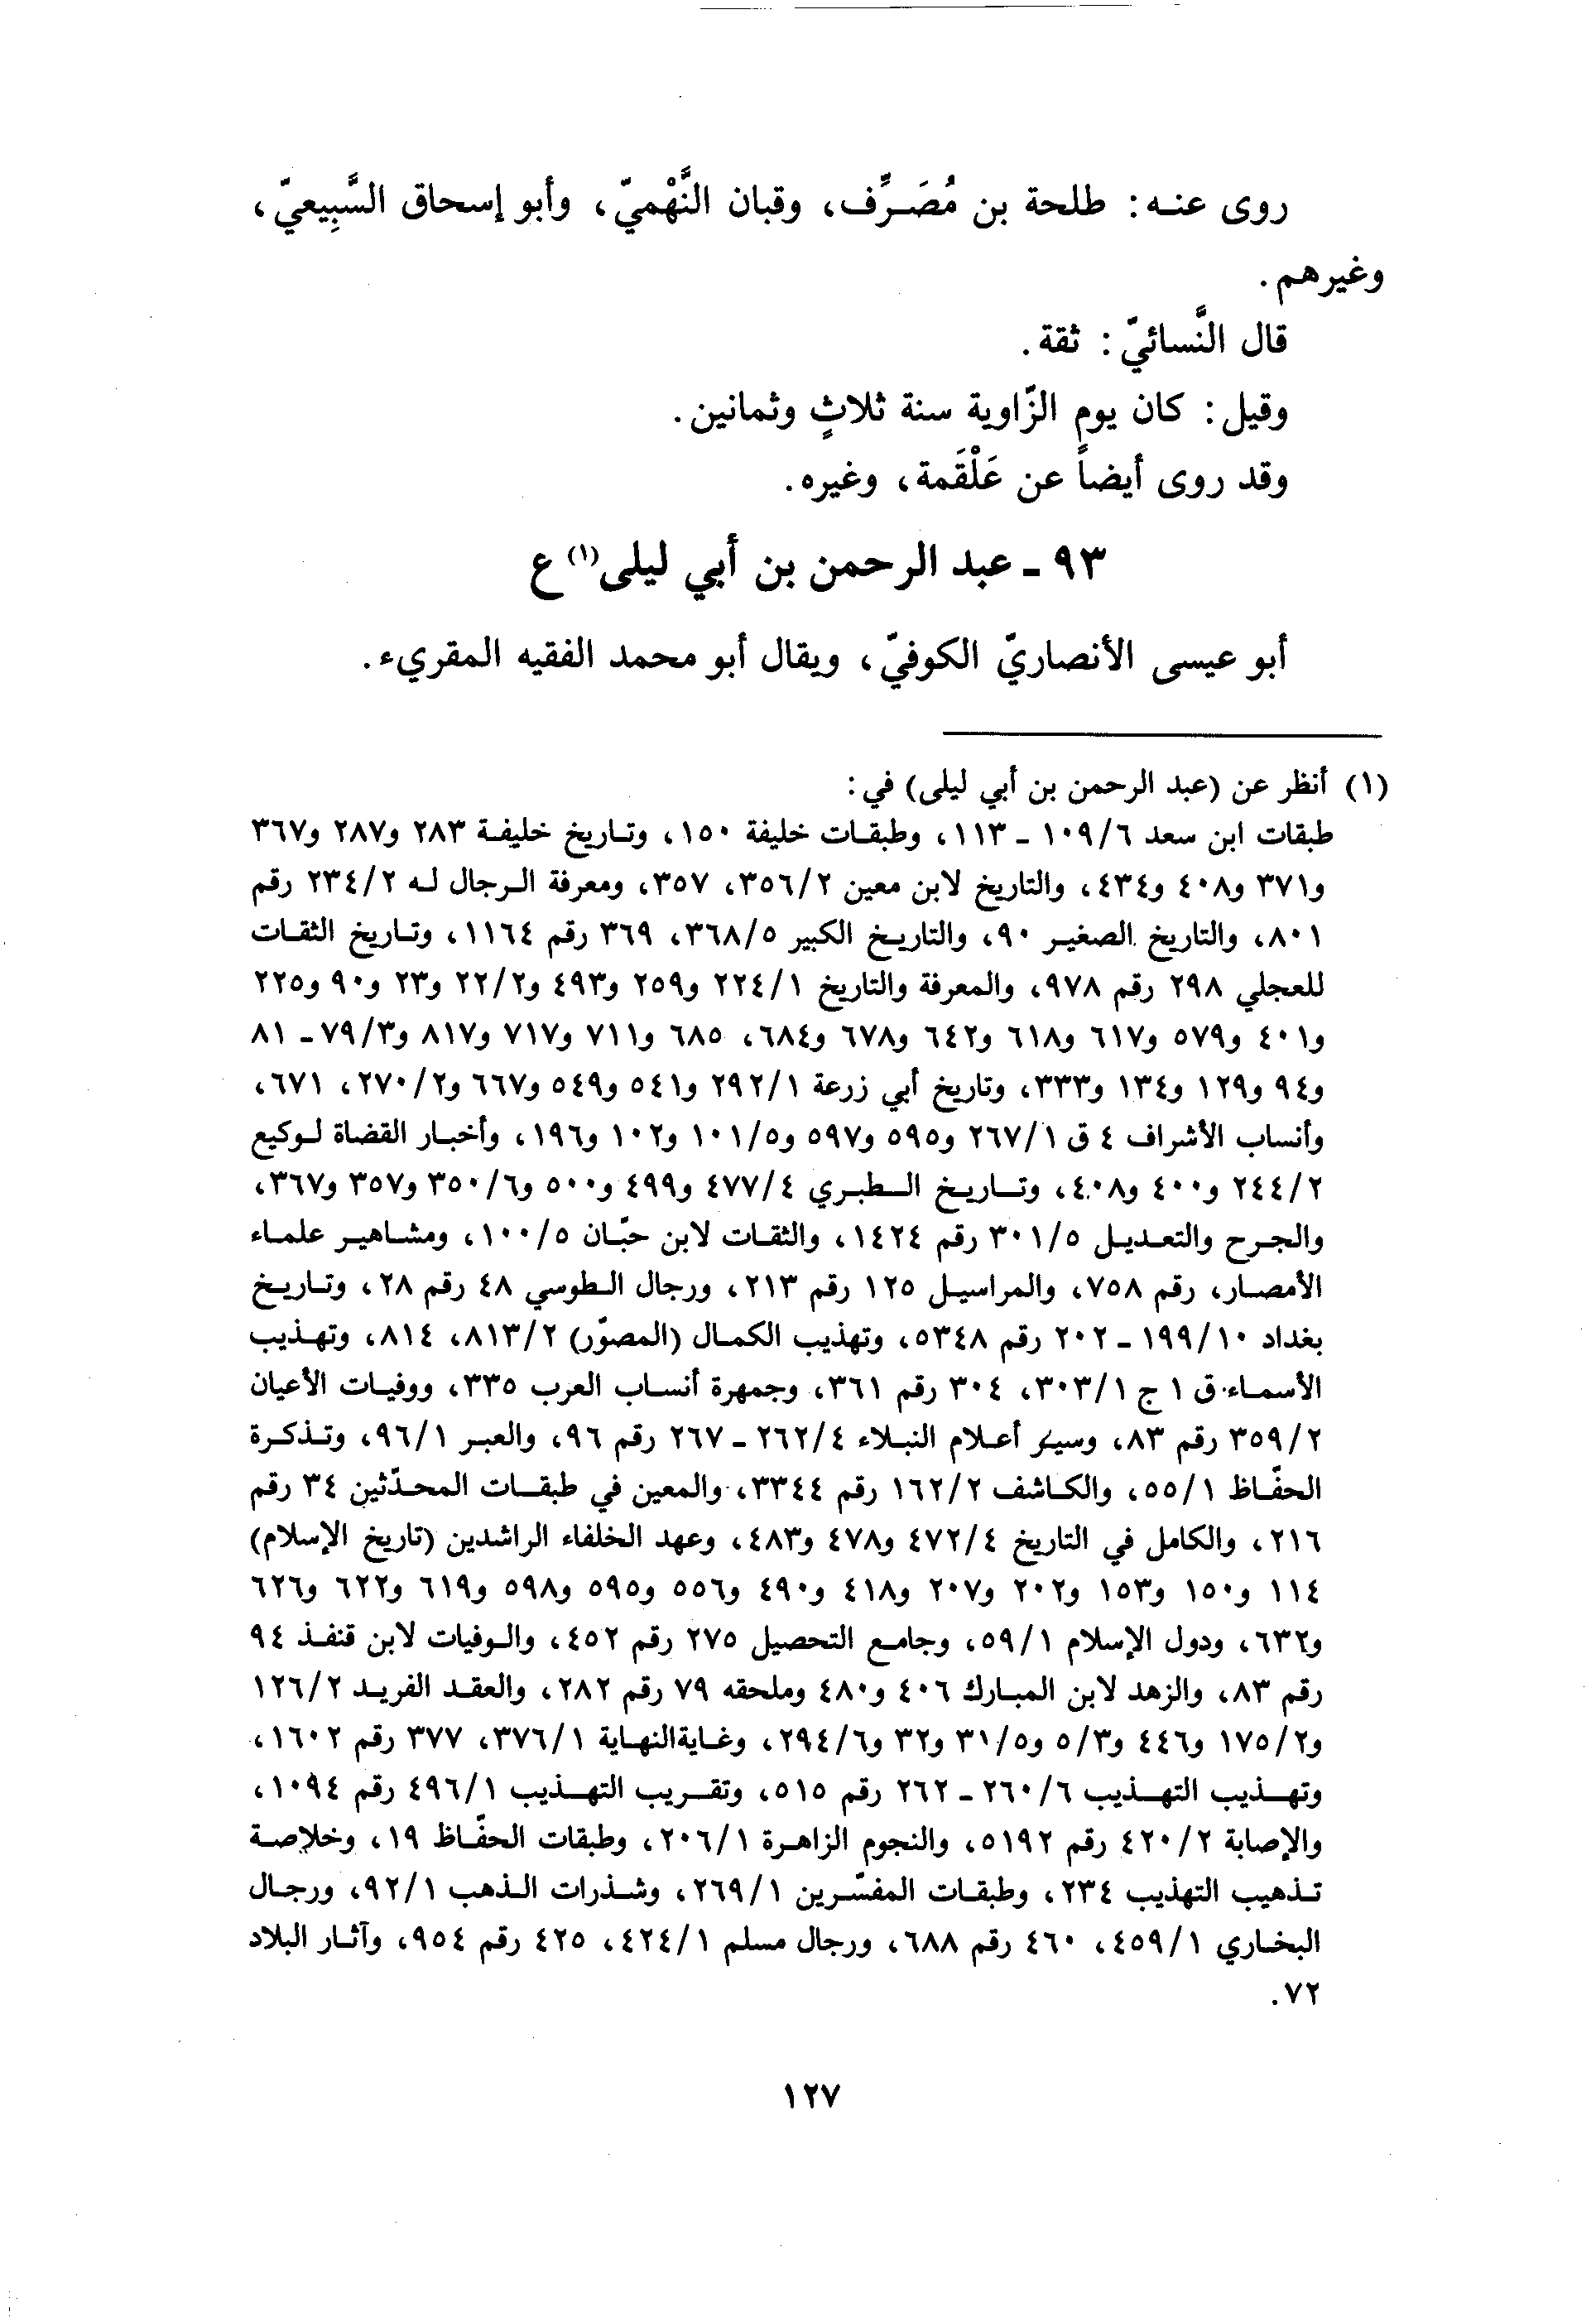 روى عنه: طلحة بن مُصَرِّف، وقبان النَّهْميّ، وأبو إسحاق السَّبِيعيّ،
وغيرهم.
قال النَّسائيّ: ثقة.
وقيل: كان يوم الزّاوية سنة ثلاثٍ وثمانين.
وقد روى أيضاً عن عَلْقَمة، وغيره.
٩٣ ـ عبد الرحمن بن أبي ليلى(١) ع
أبو عيسى الأنصاريّ الكوفيّ، ويقال أبو محمد الفقيه المقريء.
(١) أنظر عن (عبد الرحمن بن أبي ليلى) في:
طبقات ابن سعد ١٠٩/٦ ـ ١١٣، وطبقات خليفة ١٥٠، وتاريخ خليفة ٢٨٣ و٢٨٧ و٣٦٧
و٣٧١ و٤٠٨ و٤٣٤، والتاريخ لابن معين ٣٥٦/٢، ٣٥٧، ومعرفة الرجال له ٢٣٤/٢ رقم
٨٠١، والتاريخ الصغير ٩٠، والتاريخ الكبير ٣٦٨/٥، ٣٦٩ رقم ١١٦٤، وتاريخ الثقات
للعجلي ٢٩٨ رقم ٩٧٨، والمعرفة والتاريخ ٢٢٤/١ و٢٥٩ و٤٩٣ و٢٢/٢ و٢٣ و٩٠ و٢٢٥
و٤٠١ و٥٧٩ و٦١٧ و٦١٨ و٦٤٢ و٦٧٨ و٦٨٤، ٦٨٥ و٧١١ و٧١٧ و٨١٧ و٧٩/٣ ـ ٨١
و٩٤ و١٢٩ و١٣٤ و٣٣٣، وتاريخ أبي زرعة ٢٩٢/١ و٥٤١ و٥٤٩ و٦٦٧ و٢٧٠/٢، ٦٧١،
وأنساب الأشراف ٤ ق ٢٦٧/١ و٥٩٥ و٥٩٧ و١٠١/٥ و١٠٢ و١٩٦، وأخبار القضاة لوكيع
٢٤٤/٢ و٤٠٠ و٤٠٨، وتاريخ الطبري ٤٧٧/٤ و٤٩٩ و٥٠٠ و٣٥٠/٦ و٣٥٧ و٣٦٧،
والجرح والتعديل ٣٠١/٥ رقم ١٤٢٤، والثقات لابن حبّان ١٠٠/٥، ومشاهير علماء
الأمصار، رقم ٧٥٨، والمراسيل ١٢٥ رقم ٢١٣، ورجال الطوسي ٤٨ رقم ٢٨، وتاريخ
بغداد ١٩٩/١٠ ـ ٢٠٢ رقم ٥٣٤٨، وتهذيب الكمال (المصوّر) ٨١٣/٢، ٨١٤، وتهذيب
الأسماء ق ١ ج ٣٠٣/١، ٣٠٤ رقم ٣٦١، وجمهرة أنساب العرب ٣٣٥، ووفيات الأعيان
٣٥٩/٢ رقم ٨٣، وسير أعلام النبلاء ٢٦٢/٤ ـ ٢٦٧ رقم ٩٦، والعبر ٩٦/١، وتذكرة
الحفّاظ ٥٥/١، والكاشف ١٦٢/٢ رقم ٣٣٤٤، والمعين في طبقات المحدّثين ٣٤ رقم
٢١٦، والكامل في التاريخ ٤٧٢/٤ و٤٧٨ و٤٨٣، وعهد الخلفاء الراشدين (تاريخ الإسلام)
١١٤ و١٥٠ و١٥٣ و٢٠٢ و٢٠٧ و٤١٨ و٤٩٠ و٥٥٦ و٥٩٥ و٥٩٨ و٦١٩ و٦٢٢ و٦٢٦
و٦٣٢، ودول الإسلام ٥٩/١، وجامع التحصيل ٢٧٥ رقم ٤٥٢، والوفيات لابن قنفذ ٩٤
رقم ٨٣، والزهد لابن المبارك ٤٠٦ و٤٨٠ وملحقه ٧٩ رقم ٢٨٢، والعقد الفريد ١٢٦/٢
و١٧٥/٢ و٤٤٦ و٥/٣ و٣١/٥ و٣٢ و٢٩٤/٦، وغاية النهاية ٣٧٦/١، ٣٧٧ رقم ١٦٠٢،
وتهذيب التهذيب ٢٦٠/٦ ـ ٢٦٢ رقم ٥١٥، وتقريب التهذيب ٤٩٦/١ رقم ١٠٩٤،
والإصابة ٤٢٠/٢ رقم ٥١٩٢، والنجوم الزاهرة ٢٠٦/١، وطبقات الحفّاظ ١٩، وخلاصة
تذهيب التهذيب ٢٣٤، وطبقات المفسّرين ٢٦٩/١، وشذرات الذهب ٩٢/١، ورجال
البخاري ٤٥٩/١، ٤٦٠ رقم ٦٨٨، ورجال مسلم ٤٢٤/١، ٤٢٥ رقم ٩٥٤، وآثار البلاد
٧٢.
١٢٧